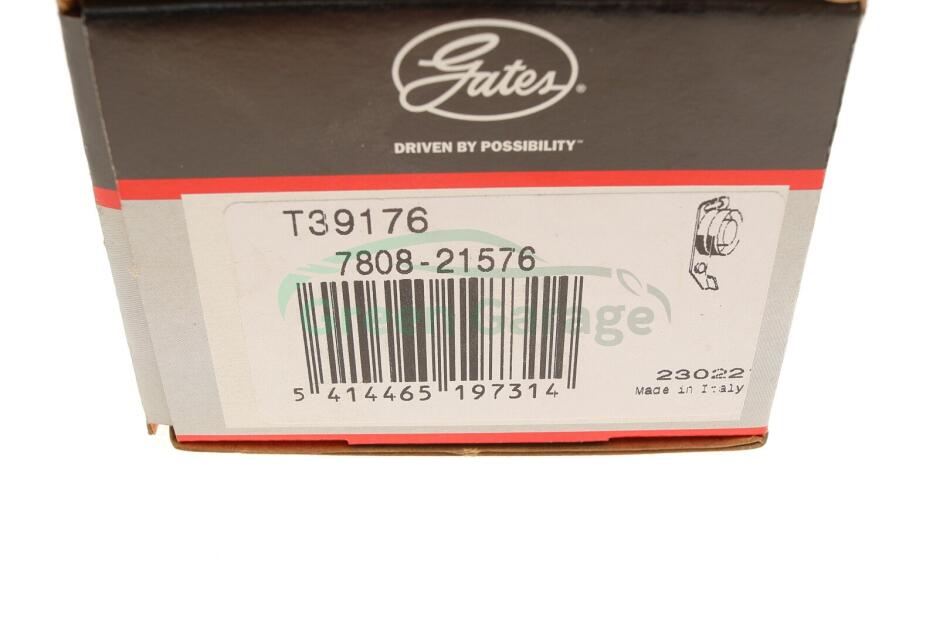 Gates®
DRIVEN BY POSSIBILITY™
T39176
7808-21576
Green Garage
5 414465 197314
23022
Made in Italy